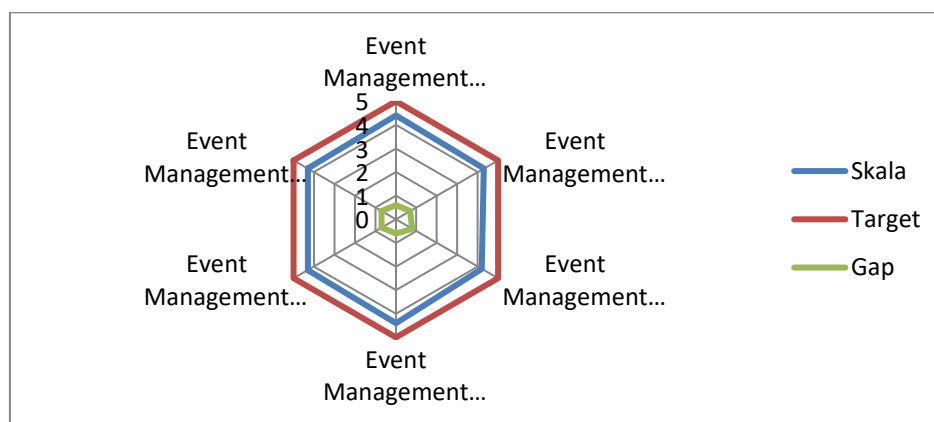 Event
Management...
Event
Management...
Event
Management...
Event
Management...
Event
Management...
Event
Management...
5
4
3
2
1
0
Skala
Target
Gap